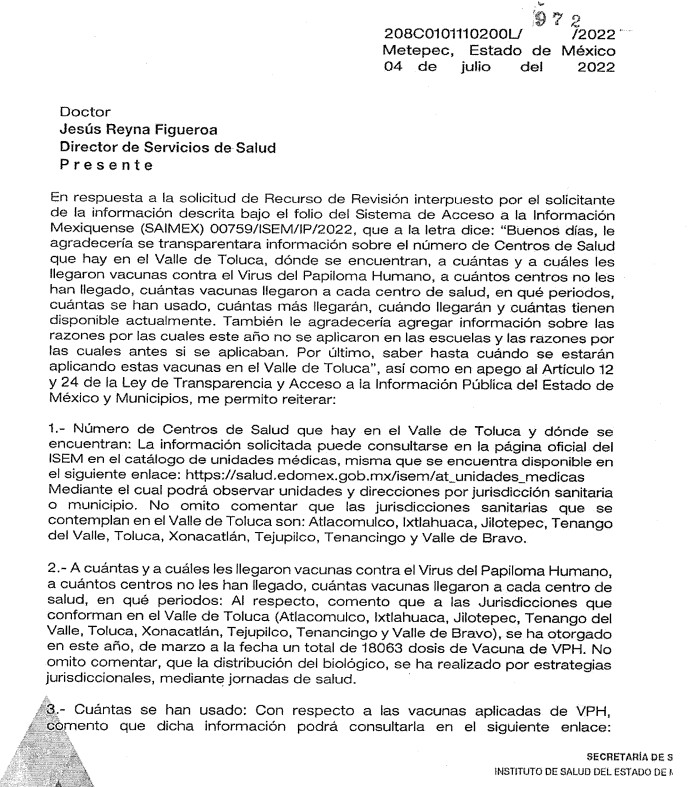 972
208C0101110200L/ /2022
Metepec, Estado de México
04 de julio del 2022
Doctor
Jesús Reyna Figueroa
Director de Servicios de Salud
P r e s e n t e
En respuesta a la solicitud de Recurso de Revisión interpuesto por el solicitante
de la información descrita bajo el folio del Sistema de Acceso a la Información
Mexiquense (SAIMEX) 00759/ISEM/IP/2022, que a la letra dice: “Buenos días, le
agradecería se transparentara información sobre el número de Centros de Salud
que hay en el Valle de Toluca, dónde se encuentran, a cuántas y a cuáles les
llegaron vacunas contra el Virus del Papiloma Humano, a cuántos centros no les
han llegado, cuántas vacunas llegaron a cada centro de salud, en qué periodos,
cuántas se han usado, cuántas más llegarán, cuándo llegarán y cuántas tienen
disponible actualmente. También le agradecería agregar información sobre las
razones por las cuales este año no se aplicaron en las escuelas y las razones por
las cuales antes si se aplicaban. Por último, saber hasta cuándo se estarán
aplicando estas vacunas en el Valle de Toluca”, así como en apego al Artículo 12
y 24 de la Ley de Transparencia y Acceso a la Información Pública del Estado de
México y Municipios, me permito reiterar:
1.- Número de Centros de Salud que hay en el Valle de Toluca y dónde se
encuentran: La información solicitada puede consultarse en la página oficial del
ISEM en el catálogo de unidades médicas, misma que se encuentra disponible en
el siguiente enlace: https://salud.edomex.gob.mx/isem/at_unidades_medicas
Mediante el cual podrá observar unidades y direcciones por jurisdicción sanitaria
o municipio. No omito comentar que las jurisdicciones sanitarias que se
contemplan en el Valle de Toluca son: Atlacomulco, Ixtlahuaca, Jilotepec, Tenango
del Valle, Toluca, Xonacatlán, Tejupilco, Tenancingo y Valle de Bravo.
2.- A cuántas y a cuáles les llegaron vacunas contra el Virus del Papiloma Humano,
a cuántos centros no les han llegado, cuántas vacunas llegaron a cada centro de
salud, en qué periodos: Al respecto, comento que a las Jurisdicciones que
conforman en el Valle de Toluca (Atlacomulco, Ixtlahuaca, Jilotepec, Tenango del
Valle, Toluca, Xonacatlán, Tejupilco, Tenancingo y Valle de Bravo), se ha otorgado
en este año, de marzo a la fecha un total de 18063 dosis de Vacuna de VPH. No
omito comentar, que la distribución del biológico, se ha realizado por estrategias
jurisdiccionales, mediante jornadas de salud.
3.- Cuántas se han usado: Con respecto a las vacunas aplicadas de VPH,
comento que dicha información podrá consultarla en el siguiente enlace:
SECRETARÍA DE S
INSTITUTO DE SALUD DEL ESTADO DE M